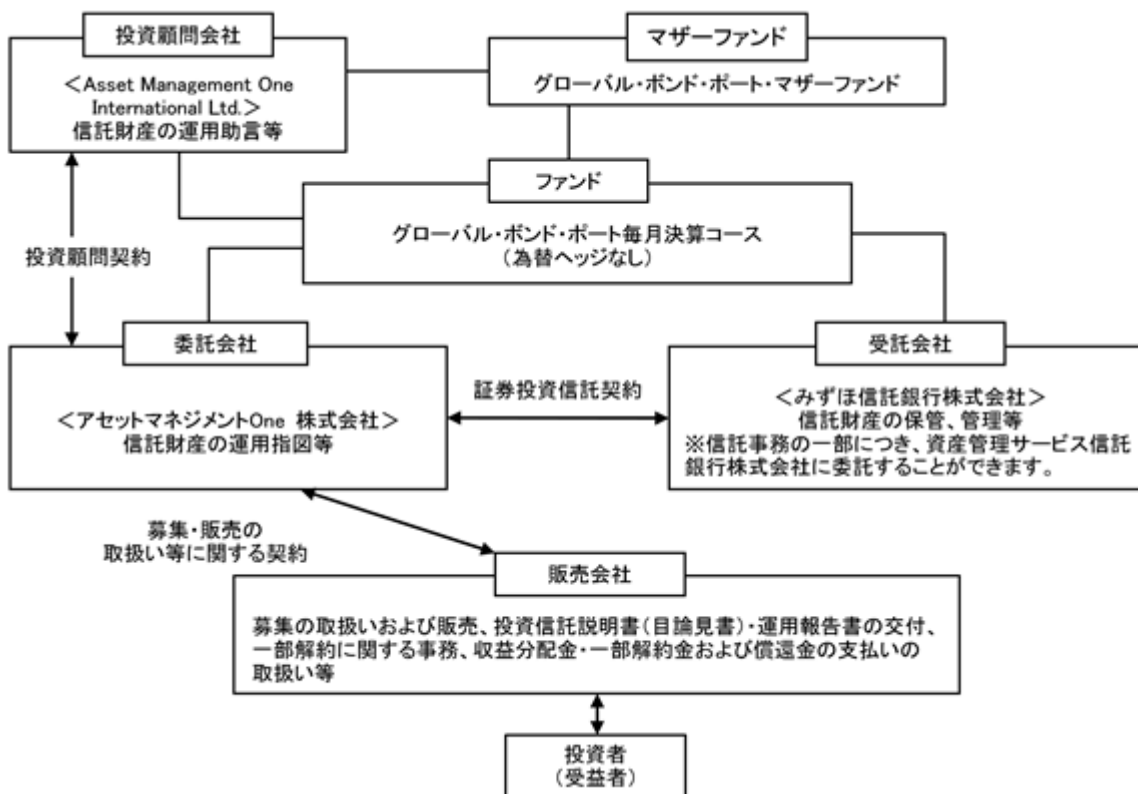 投資顧問会社
＜Asset Management One
International Ltd.＞
信託財産の運用助言等
マザーファンド
グローバル・ボンド・ポート・マザーファンド
ファンド
グローバル・ボンド・ポート毎月決算コース
（為替ヘッジなし）
投資顧問契約
委託会社
＜アセットマネジメントOne 株式会社＞
信託財産の運用指図等
証券投資信託契約
受託会社
＜みずほ信託銀行株式会社＞
信託財産の保管、管理等
※信託事務の一部につき、資産管理サービス信託
銀行株式会社に委託することができます。
募集・販売の
取扱い等に関する契約
販売会社
募集の取扱いおよび販売、投資信託説明書（目論見書）・運用報告書の交付、
一部解約に関する事務、収益分配金・一部解約金および償還金の支払いの
取扱い等
投資者
（受益者）